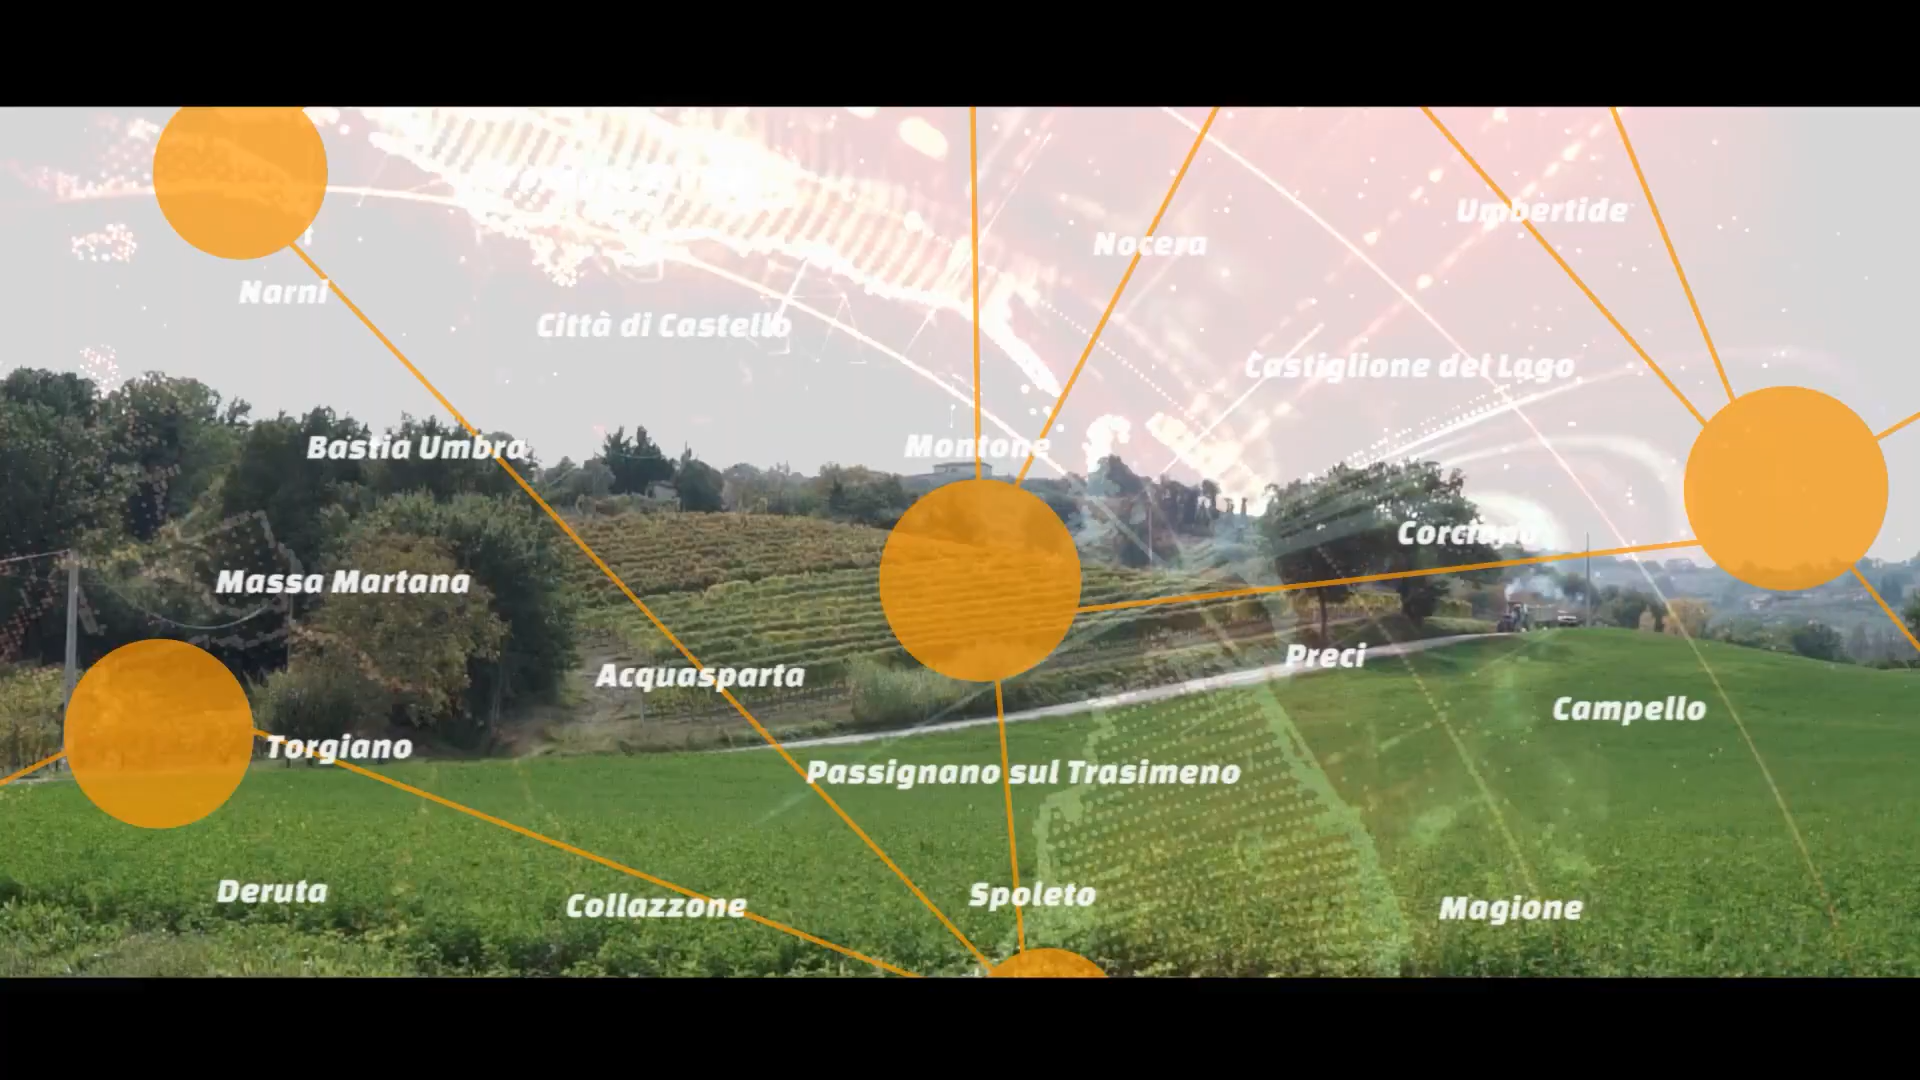 Umbertide
Nocera
Narni
Città di Castello
Castiglione del Lago
Bastia Umbra
Montone
Corciano
Massa Martana
Preci
Acquasparta
Campello
Torgiano
Passignano sul Trasimeno
Deruta
Spoleto
Collazzone
Magione